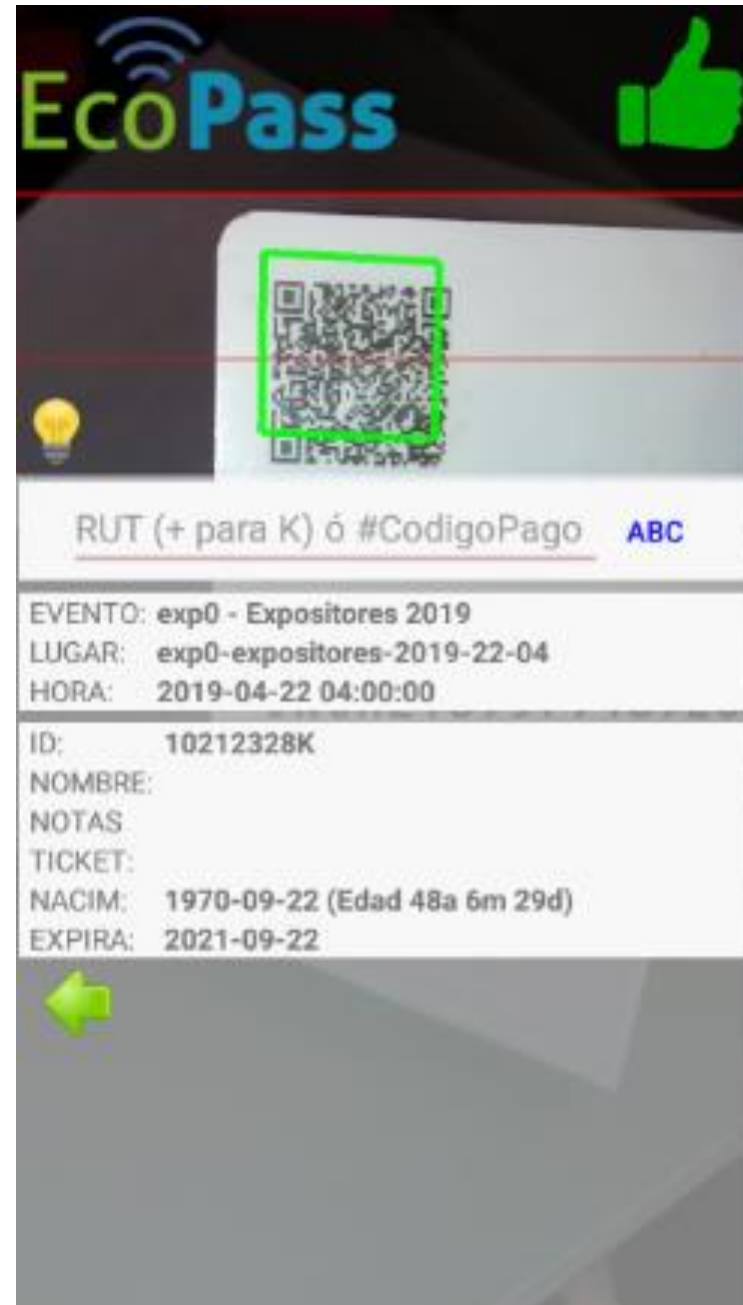 EcoPass
RUT (+ para K) ó #CodigoPago ABC
EVENTO: exp0 - Expositores 2019
LUGAR: exp0-expositores-2019-22-04
HORA: 2019-04-22 04:00:00
ID: 10212328K
NOMBRE:
NOTAS
TICKET:
NACIM: 1970-09-22 (Edad 48a 6m 29d)
EXPIRA: 2021-09-22